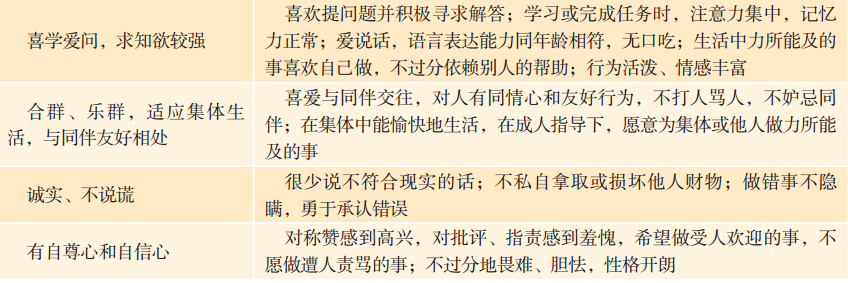 喜学爱问，求知欲较强
喜欢提问题并积极寻求解答；学习或完成任务时，注意力集中，记忆
力正常；爱说话，语言表达能力同年龄相符，无口吃；生活中力所能及的
事喜欢自己做，不过分依赖别人的帮助；行为活泼、情感丰富
合群、乐群，适应集体生
活，与同伴友好相处
喜爱与同伴交往，对人有同情心和友好行为，不打人骂人，不妒忌同
伴；在集体中能愉快地生活，在成人指导下，愿意为集体或他人做力所能
及的事
诚实、不说谎
很少说不符合现实的话；不私自拿取或损坏他人财物；做错事不隐
瞒，勇于承认错误
有自尊心和自信心
对称赞感到高兴，对批评、指责感到羞愧，希望做受人欢迎的事，不
愿做遭人责骂的事；不过分地畏难、胆怯，性格开朗